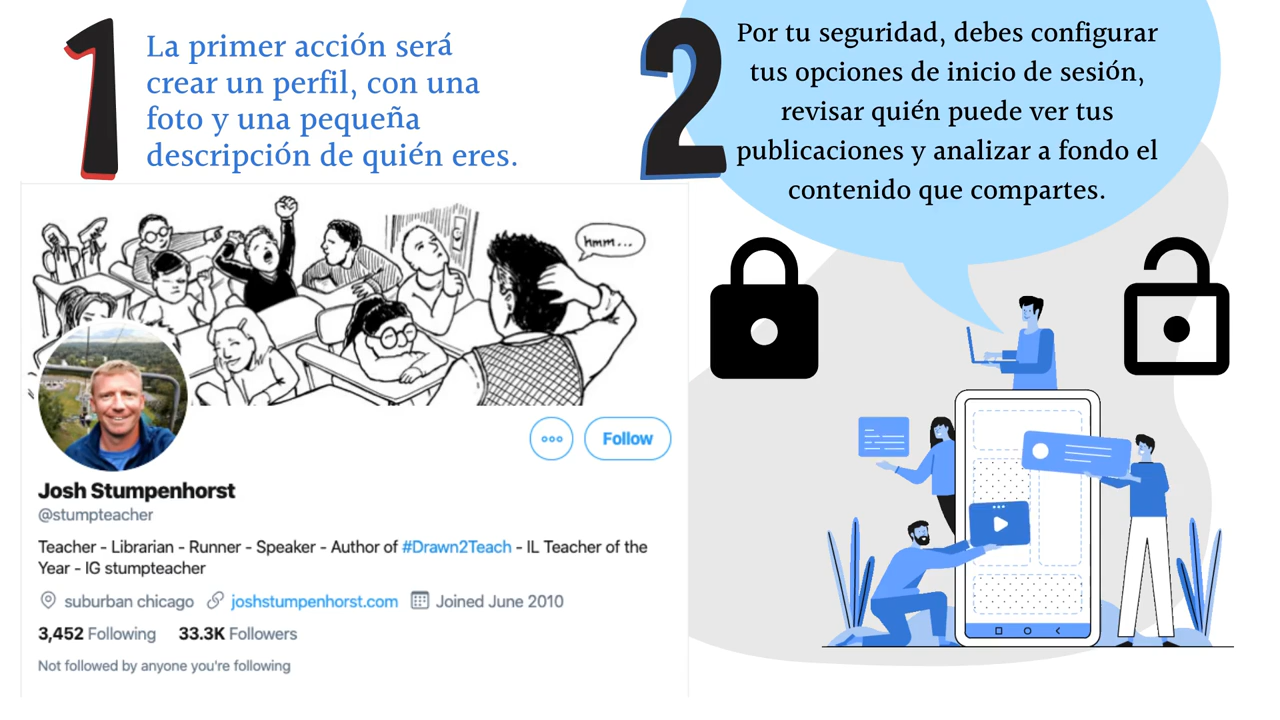 1
La primer acción será
crear un perfil, con una
foto y una pequeña
descripción de quién eres.
2
Por tu seguridad, debes configurar
tus opciones de inicio de sesión,
revisar quién puede ver tus
publicaciones y analizar a fondo el
contenido que compartes.
hmm...
Follow
Josh Stumpenhorst
@stumpteacher
Teacher - Librarian - Runner - Speaker - Author of #Drawn2Teach - IL Teacher of the
Year - IG stumpteacher
suburban chicago joshstumpenhorst.com Joined June 2010
3,452 Following 33.3K Followers
Not followed by anyone you're following